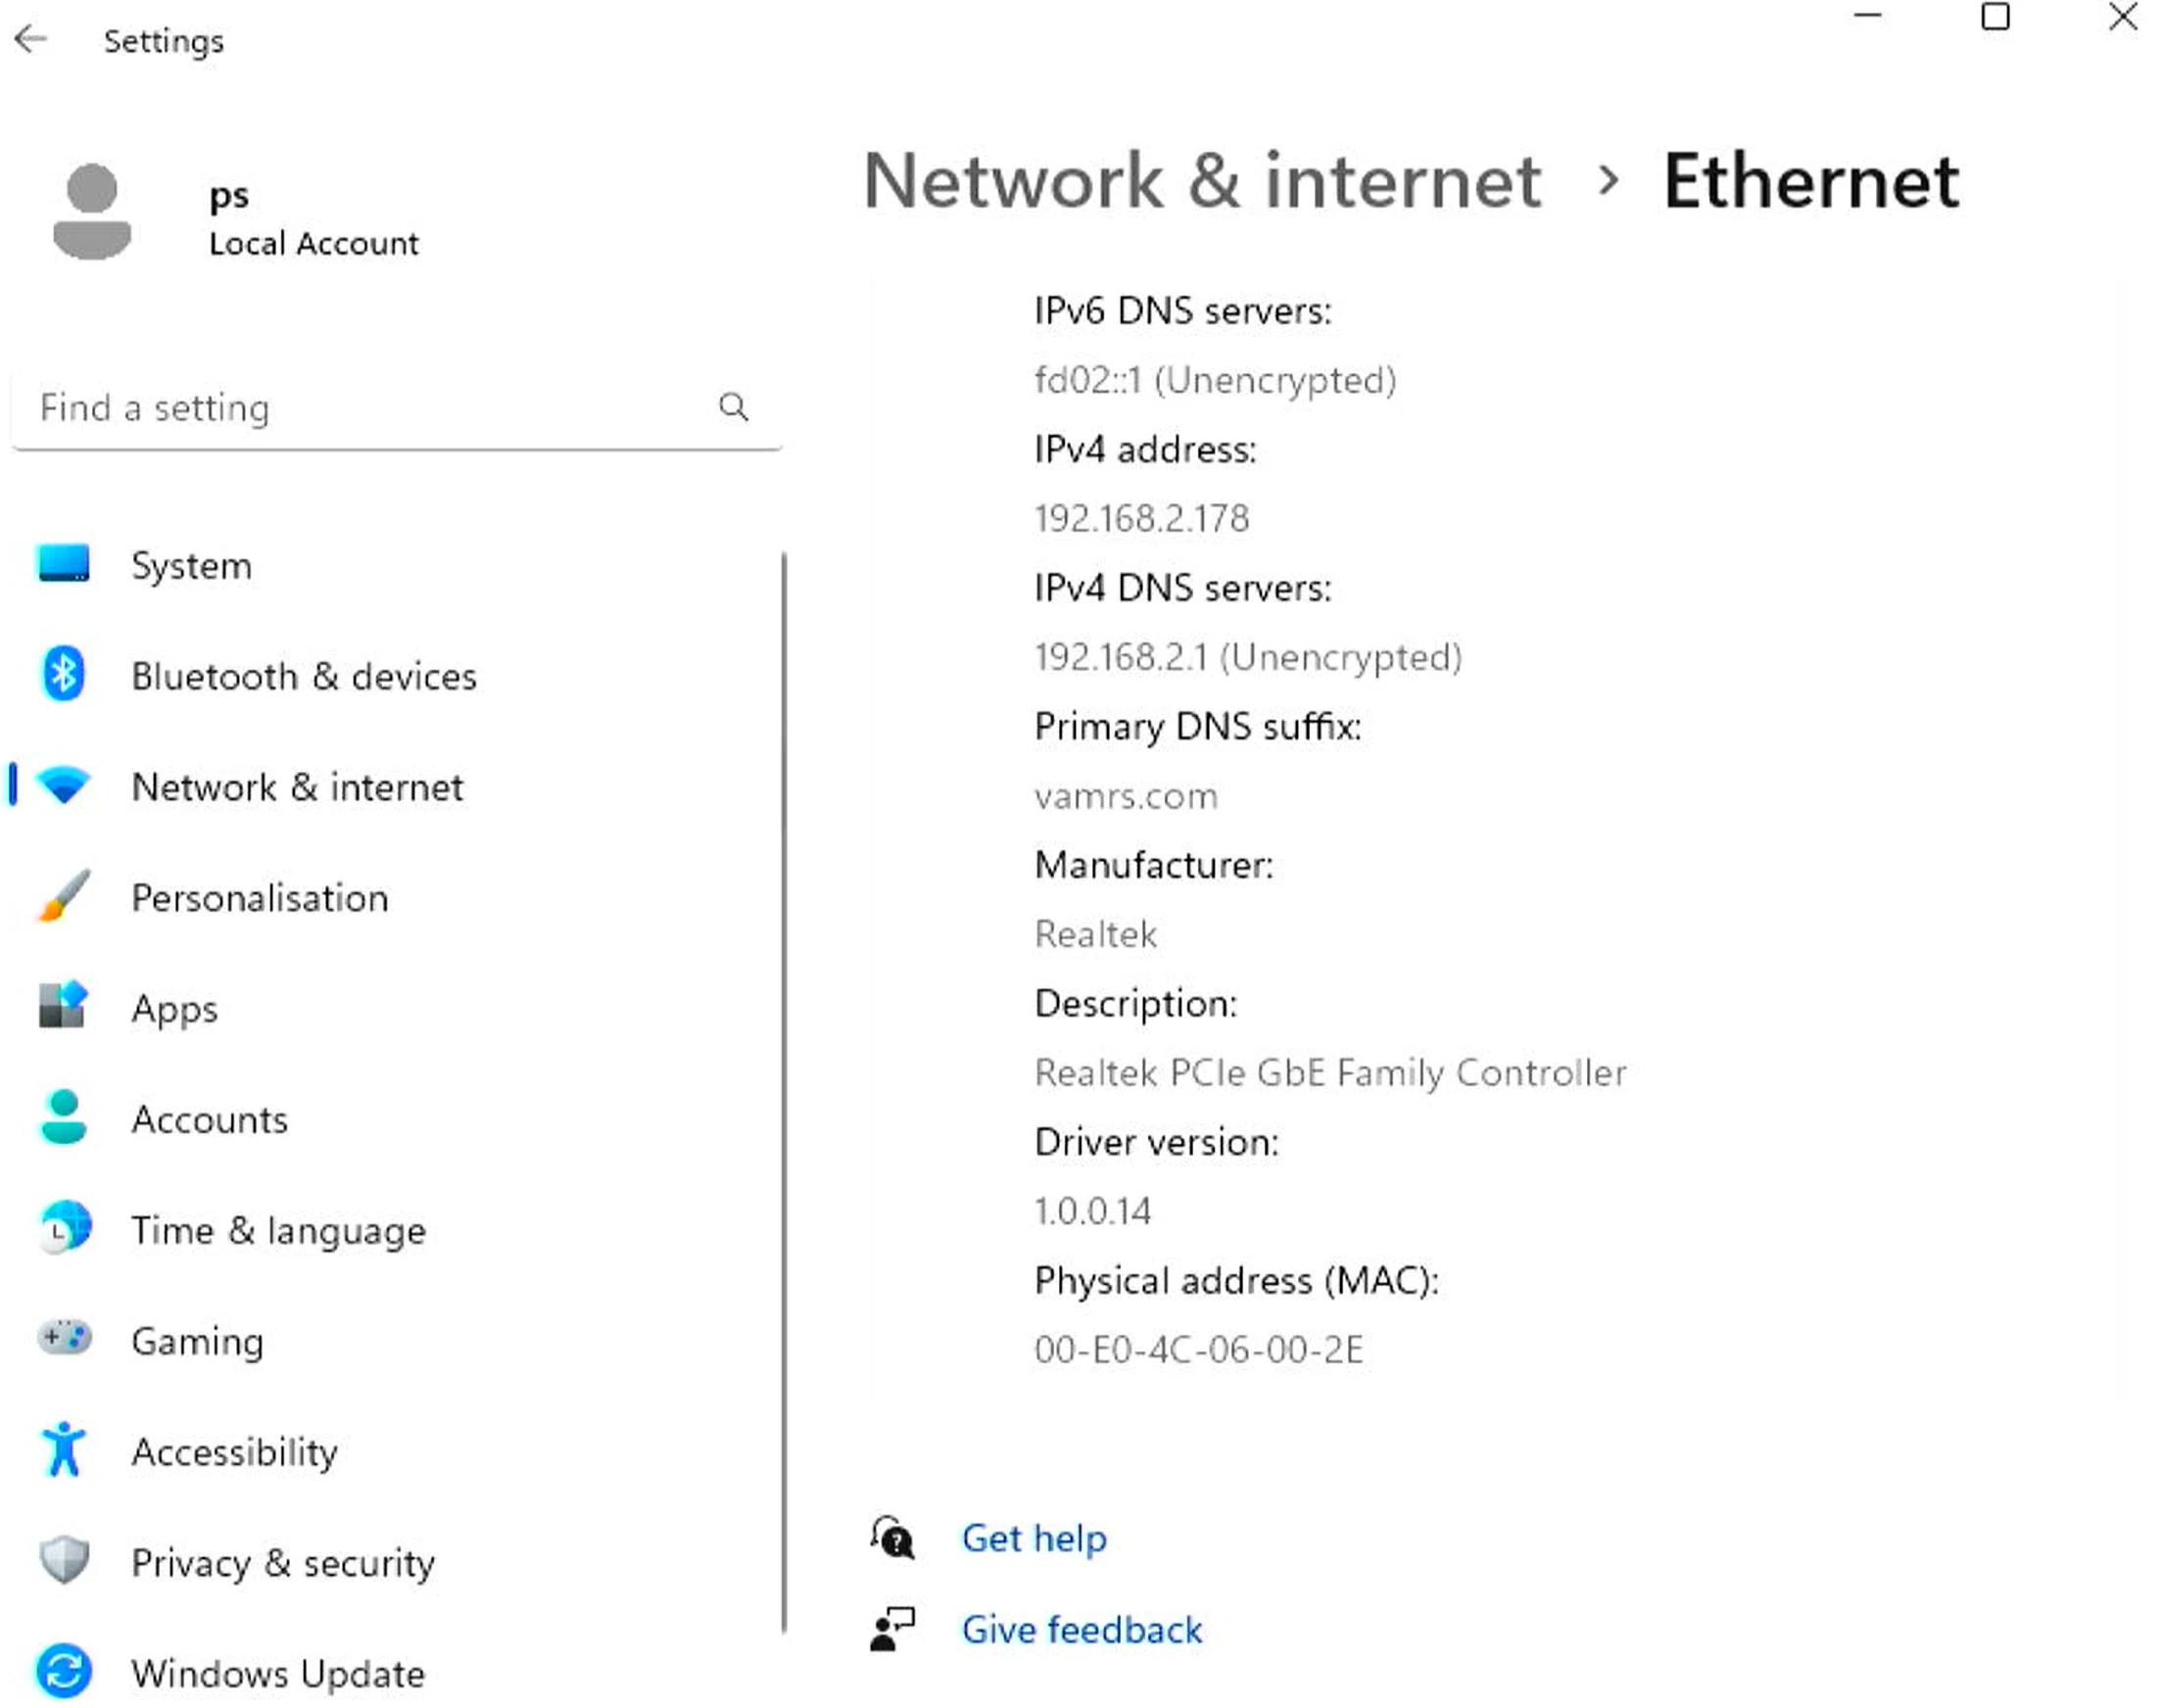 Settings
ps
Local Account
Find a setting
System
Bluetooth & devices
Network & internet
Personalisation
Apps
Accounts
Time & language
Gaming
Accessibility
Privacy & security
Windows Update
Network & internet > Ethernet
IPv6 DNS servers:
fd02::1 (Unencrypted)
IPv4 address:
192.168.2.178
IPv4 DNS servers:
192.168.2.1 (Unencrypted)
Primary DNS suffix:
vamrs.com
Manufacturer:
Realtek
Description:
Realtek PCIe GbE Family Controller
Driver version:
1.0.0.14
Physical address (MAC):
00-E0-4C-06-00-2E
Get help
Give feedback